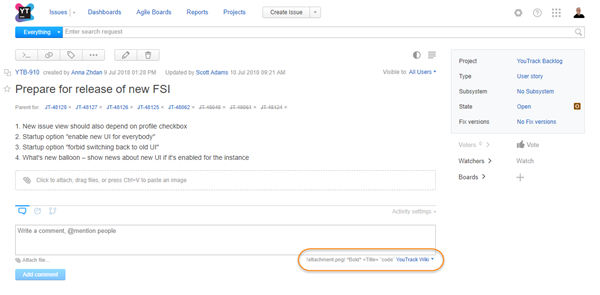 YT
Issues Dashboards Agile Boards Reports Projects Create Issue
Everything Enter search request
YTB-910 created by Anna Zhdan 9 Jul 2018 01:28 PM Updated by Scott Adams 10 Jul 2018 09:21 AM Visible to: All Users
Prepare for release of new FSI
Parent for: JT-48128 JT-48127 JT-48126 JT-48125 JT-48062 JT-48048 JT-48064 JT-48124
1. New issue view should also depend on profile checkbox
2. Startup option "enable new UI for everybody"
3. Startup option "forbid switching back to old UI"
4. What's new balloon – show news about new UI if it's enabled for the instance
Click to attach, drag files, or press Ctrl+V to paste an image
Activity settings
Write a comment, @mention people
Attach file...
!attachment.png! *Bold* =Title= `code` YouTrack Wiki
Add comment
Project YouTrack Backlog
Type User story
Subsystem No Subsystem
State Open O
Fix versions No Fix versions
Voters 0 Vote
Watchers Watch
Boards